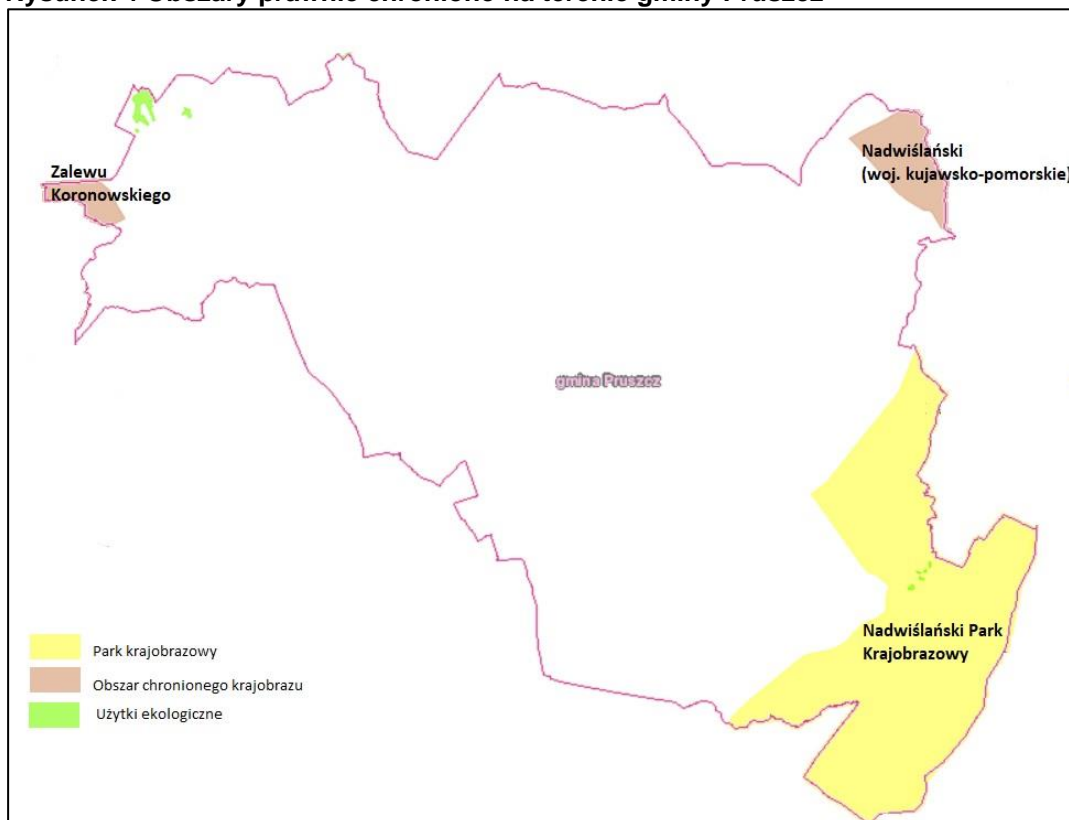 Zalewu
Koronowskiego
Nadwiślański
(woj. kujawsko-pomorskie)
gmina Pruszcz
Nadwiślański Park
Krajobrazowy
Park krajobrazowy
Obszar chronionego krajobrazu
Użytki ekologiczne